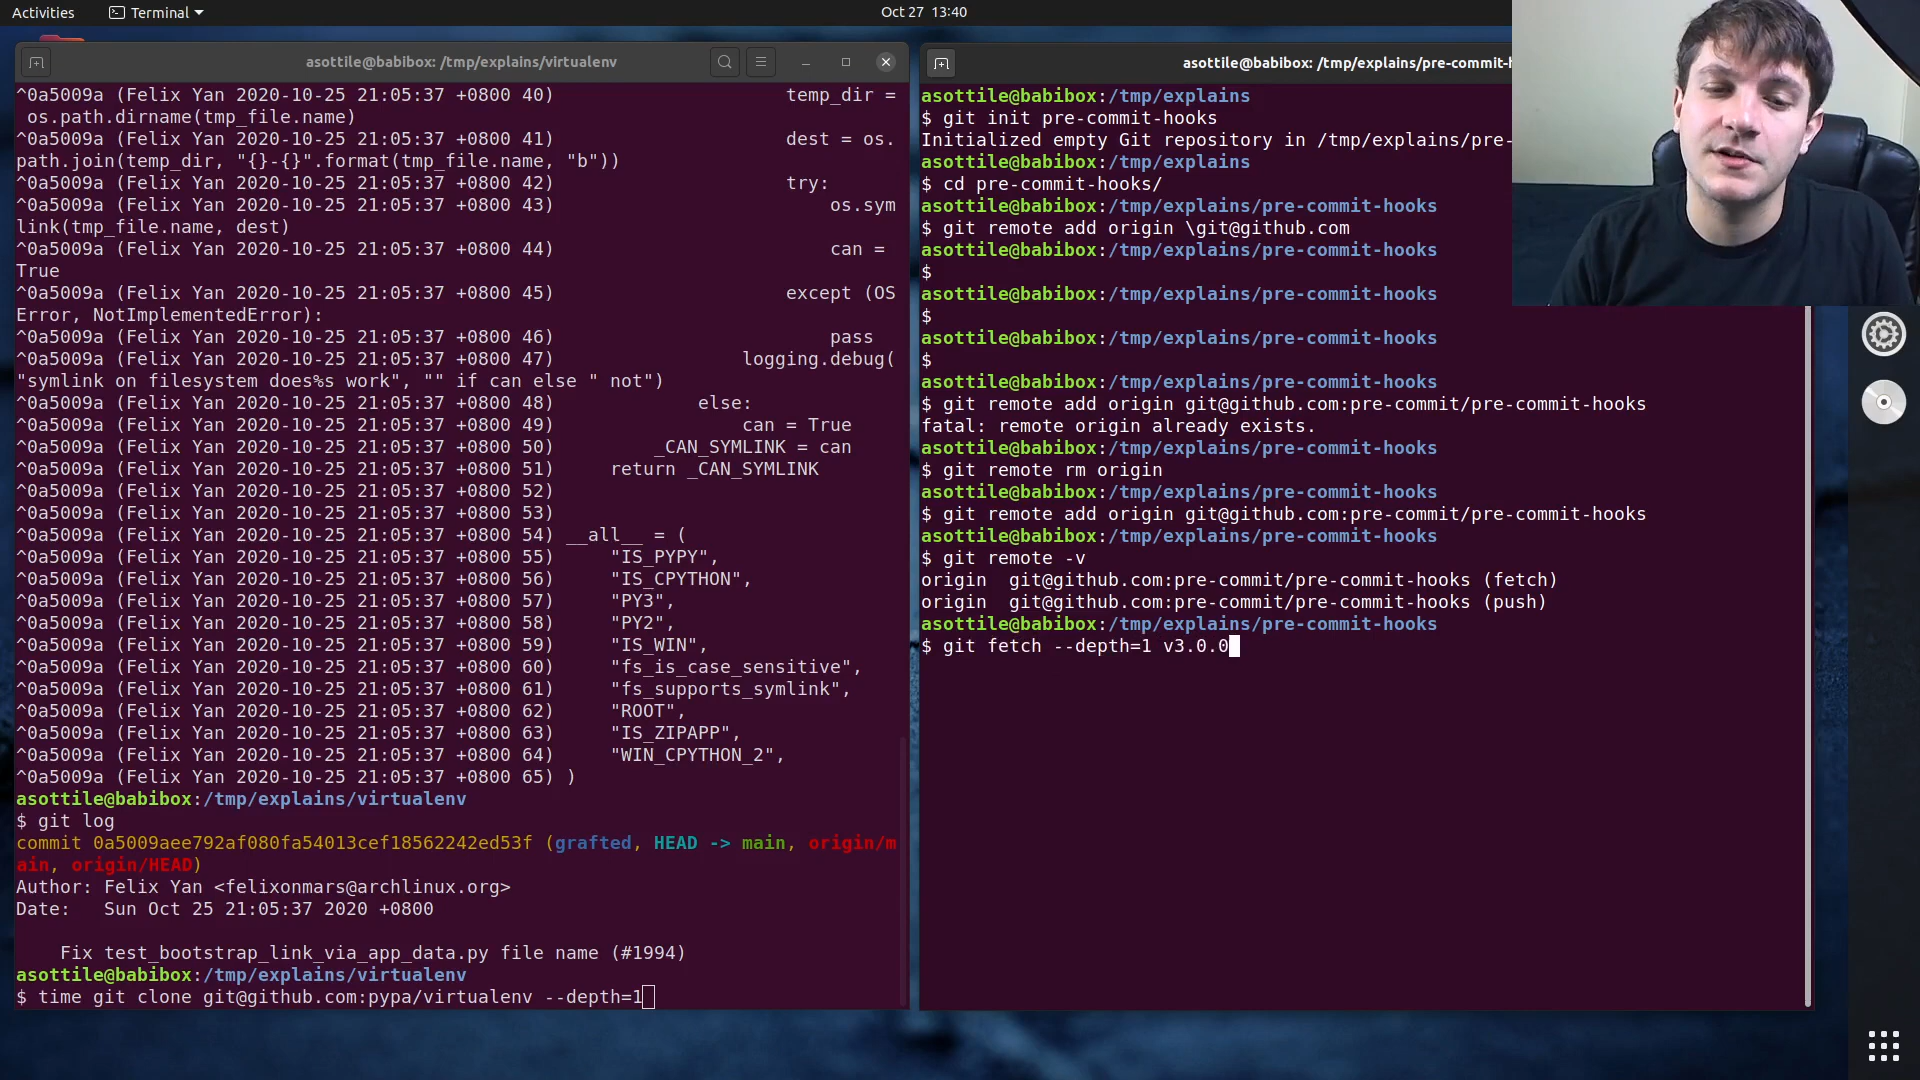 Activities
Terminal
Oct 27 13:40
asottile@babibox: /tmp/explains/virtualenv
^0a5009a (Felix Yan 2020-10-25 21:05:37 +0800 40)                     temp_dir =
 os.path.dirname(tmp_file.name)
^0a5009a (Felix Yan 2020-10-25 21:05:37 +0800 41)                     dest = os.
path.join(temp_dir, "{}-{}".format(tmp_file.name, "b"))
^0a5009a (Felix Yan 2020-10-25 21:05:37 +0800 42)                     try:
^0a5009a (Felix Yan 2020-10-25 21:05:37 +0800 43)                         os.sym
link(tmp_file.name, dest)
^0a5009a (Felix Yan 2020-10-25 21:05:37 +0800 44)                         can =
True
^0a5009a (Felix Yan 2020-10-25 21:05:37 +0800 45)                     except (OS
Error, NotImplementedError):
^0a5009a (Felix Yan 2020-10-25 21:05:37 +0800 46)                         pass
^0a5009a (Felix Yan 2020-10-25 21:05:37 +0800 47)                 logging.debug(
"symlink on filesystem does%s work", "" if can else " not")
^0a5009a (Felix Yan 2020-10-25 21:05:37 +0800 48)             else:
^0a5009a (Felix Yan 2020-10-25 21:05:37 +0800 49)                 can = True
^0a5009a (Felix Yan 2020-10-25 21:05:37 +0800 50)         _CAN_SYMLINK = can
^0a5009a (Felix Yan 2020-10-25 21:05:37 +0800 51)     return _CAN_SYMLINK
^0a5009a (Felix Yan 2020-10-25 21:05:37 +0800 52)
^0a5009a (Felix Yan 2020-10-25 21:05:37 +0800 53)
^0a5009a (Felix Yan 2020-10-25 21:05:37 +0800 54) __all__ = (
^0a5009a (Felix Yan 2020-10-25 21:05:37 +0800 55)     "IS_PYPY",
^0a5009a (Felix Yan 2020-10-25 21:05:37 +0800 56)     "IS_CPYTHON",
^0a5009a (Felix Yan 2020-10-25 21:05:37 +0800 57)     "PY3",
^0a5009a (Felix Yan 2020-10-25 21:05:37 +0800 58)     "PY2",
^0a5009a (Felix Yan 2020-10-25 21:05:37 +0800 59)     "IS_WIN",
^0a5009a (Felix Yan 2020-10-25 21:05:37 +0800 60)     "fs_is_case_sensitive",
^0a5009a (Felix Yan 2020-10-25 21:05:37 +0800 61)     "fs_supports_symlink",
^0a5009a (Felix Yan 2020-10-25 21:05:37 +0800 62)     "ROOT",
^0a5009a (Felix Yan 2020-10-25 21:05:37 +0800 63)     "IS_ZIPAPP",
^0a5009a (Felix Yan 2020-10-25 21:05:37 +0800 64)     "WIN_CPYTHON_2",
^0a5009a (Felix Yan 2020-10-25 21:05:37 +0800 65) )
asottile@babibox:/tmp/explains/virtualenv
$ git log
commit 0a5009aee792af080fa54013cef18562242ed53f (grafted, HEAD -> main, origin/m
ain, origin/HEAD)
Author: Felix Yan <felixonmars@archlinux.org>
Date:   Sun Oct 25 21:05:37 2020 +0800
    Fix test_bootstrap_link_via_app_data.py file name (#1994)
asottile@babibox:/tmp/explains/virtualenv
$ time git clone git@github.com:pypa/virtualenv --depth=1
asottile@babibox: /tmp/explains/pre-commit-h
asottile@babibox:/tmp/explains
$ git init pre-commit-hooks
Initialized empty Git repository in /tmp/explains/pre-
asottile@babibox:/tmp/explains
$ cd pre-commit-hooks/
asottile@babibox:/tmp/explains/pre-commit-hooks
$ git remote add origin \git@github.com
asottile@babibox:/tmp/explains/pre-commit-hooks
$
asottile@babibox:/tmp/explains/pre-commit-hooks
$
asottile@babibox:/tmp/explains/pre-commit-hooks
$
asottile@babibox:/tmp/explains/pre-commit-hooks
$ git remote add origin git@github.com:pre-commit/pre-commit-hooks
fatal: remote origin already exists.
asottile@babibox:/tmp/explains/pre-commit-hooks
$ git remote rm origin
asottile@babibox:/tmp/explains/pre-commit-hooks
$ git remote add origin git@github.com:pre-commit/pre-commit-hooks
asottile@babibox:/tmp/explains/pre-commit-hooks
$ git remote -v
origin  git@github.com:pre-commit/pre-commit-hooks (fetch)
origin  git@github.com:pre-commit/pre-commit-hooks (push)
asottile@babibox:/tmp/explains/pre-commit-hooks
$ git fetch --depth=1 v3.0.0